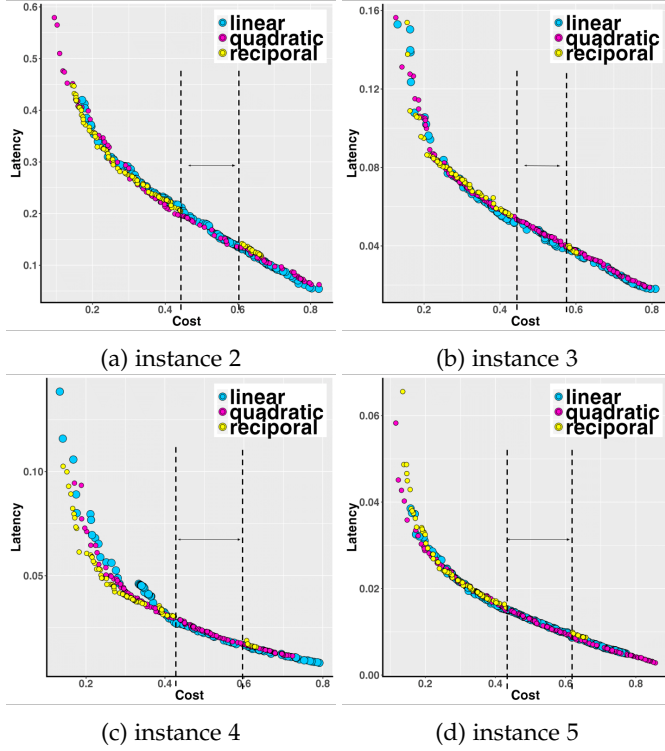 linear
quadratic
reciporal
0.6
0.5
0.4
0.3
0.2
0.1
Latency
0.2 0.4 0.6 0.8
Cost
(a) instance 2
linear
quadratic
reciporal
0.16
0.12
0.08
0.04
Latency
0.2 0.4 0.6 0.8
Cost
(b) instance 3
linear
quadratic
reciporal
0.10
0.05
Latency
0.2 0.4 0.6 0.8
Cost
(c) instance 4
linear
quadratic
reciporal
0.06
0.04
0.02
0.00
Latency
0.2 0.4 0.6 0.8
Cost
(d) instance 5